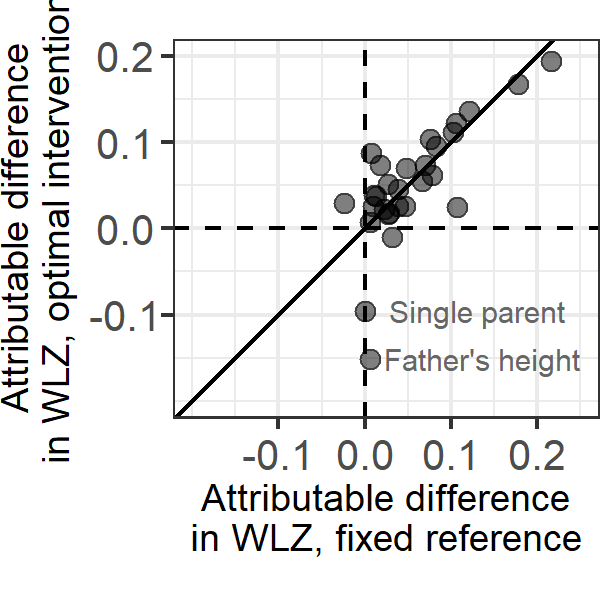 Attributable difference
in WLZ, optimal intervention
0.2
0.1
0.0
-0.1
Single parent
Father's height
-0.1 0.0 0.1 0.2
Attributable difference
in WLZ, fixed reference